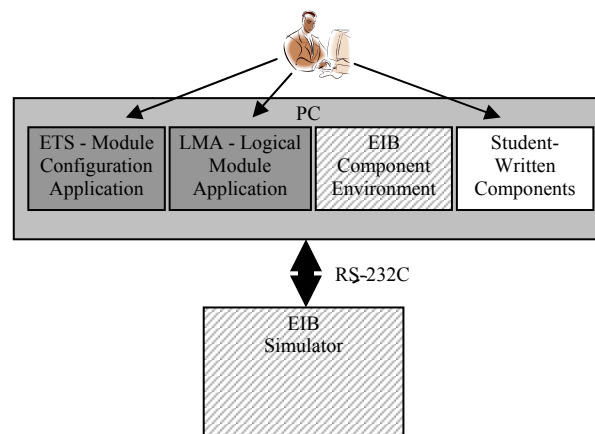 PC
ETS - Module
Configuration
Application
LMA - Logical
Module
Application
EIB
Component
Environment
Student-
Written
Components
RS-232C
EIB
Simulator